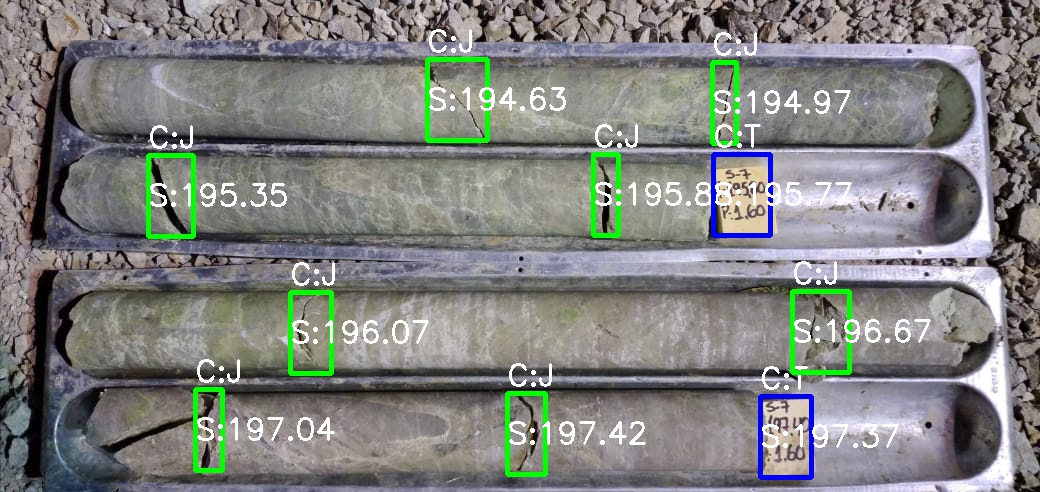 C:J
C:J
S:194.63
S:194.97
C:J
C:J
C:T
S-7
S:195.35
S:195.88
S:195.77
P:1.60
C:J
C:J
S:196.07
S:196.67
C:J
C:J
C:T
S-7
S:197.04
S:197.42
S:197.37
P:1.60